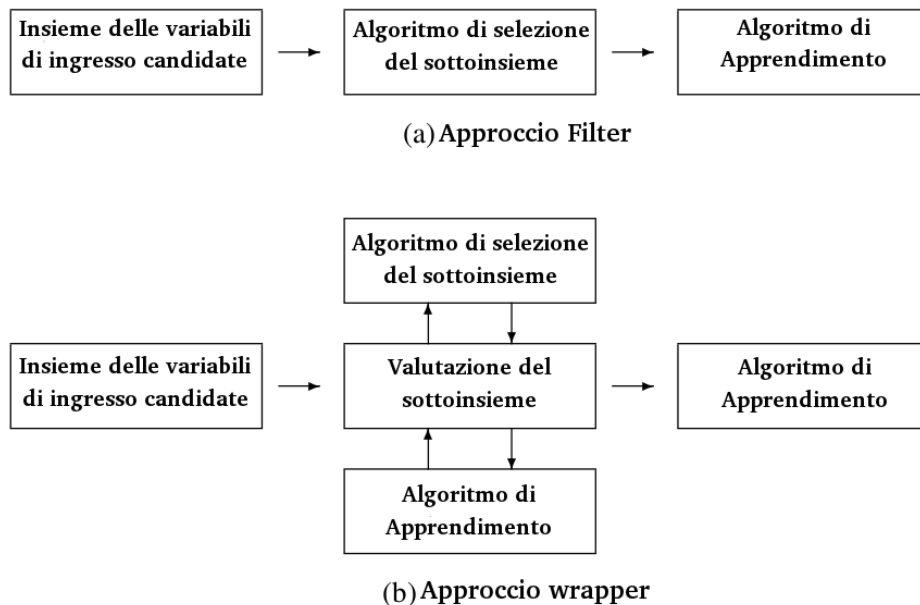 Insieme delle variabili
di ingresso candidate
Algoritmo di selezione
del sottoinsieme
Algoritmo di
Apprendimento
(a) Approccio Filter
Algoritmo di selezione
del sottoinsieme
Insieme delle variabili
di ingresso candidate
Valutazione del
sottoinsieme
Algoritmo di
Apprendimento
Algoritmo di
Apprendimento
(b) Approccio wrapper